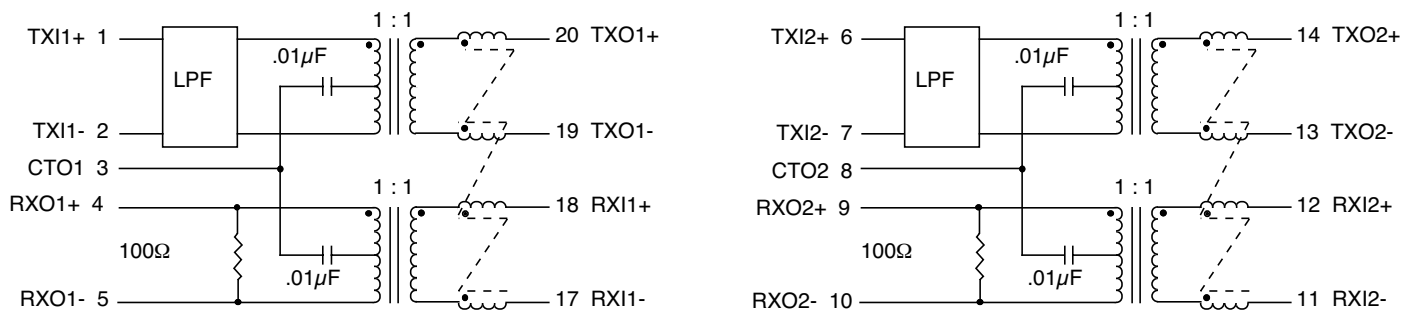 1 : 1
TXI1+ 1
20 TXO1+
.01µF
LPF
TXI1- 2
19 TXO1-
CTO1 3
1 : 1
RXO1+ 4
18 RXI1+
100Ω
.01µF
RXO1- 5
17 RXI1-
1 : 1
TXI2+ 6
14 TXO2+
.01µF
LPF
TXI2- 7
13 TXO2-
CTO2 8
1 : 1
RXO2+ 9
12 RXI2+
100Ω
.01µF
RXO2- 10
11 RXI2-